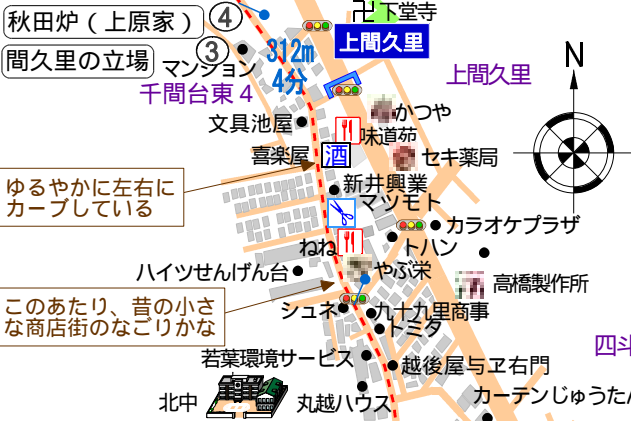 秋田炉（上原家）
④
卍下堂寺
間久里の立場
③
マンション
312m
4分
上間久里
千間台東4
上間久里
N
文具池屋
かつや
味道苑
喜楽屋
酒
セキ薬局
ゆるやかに左右に
カーブしている
新井興業
マツモト
カラオケプラザ
トハン
ねね
ハイツせんげん台
やぶ栄
高橋製作所
このあたり、昔の小さ
な商店街のなごりかな
シュネ
九十九里商事
トミタ
四斗
若葉環境サービス
越後屋与ヱ右門
北中
丸越ハウス
カーテンじゅうたん